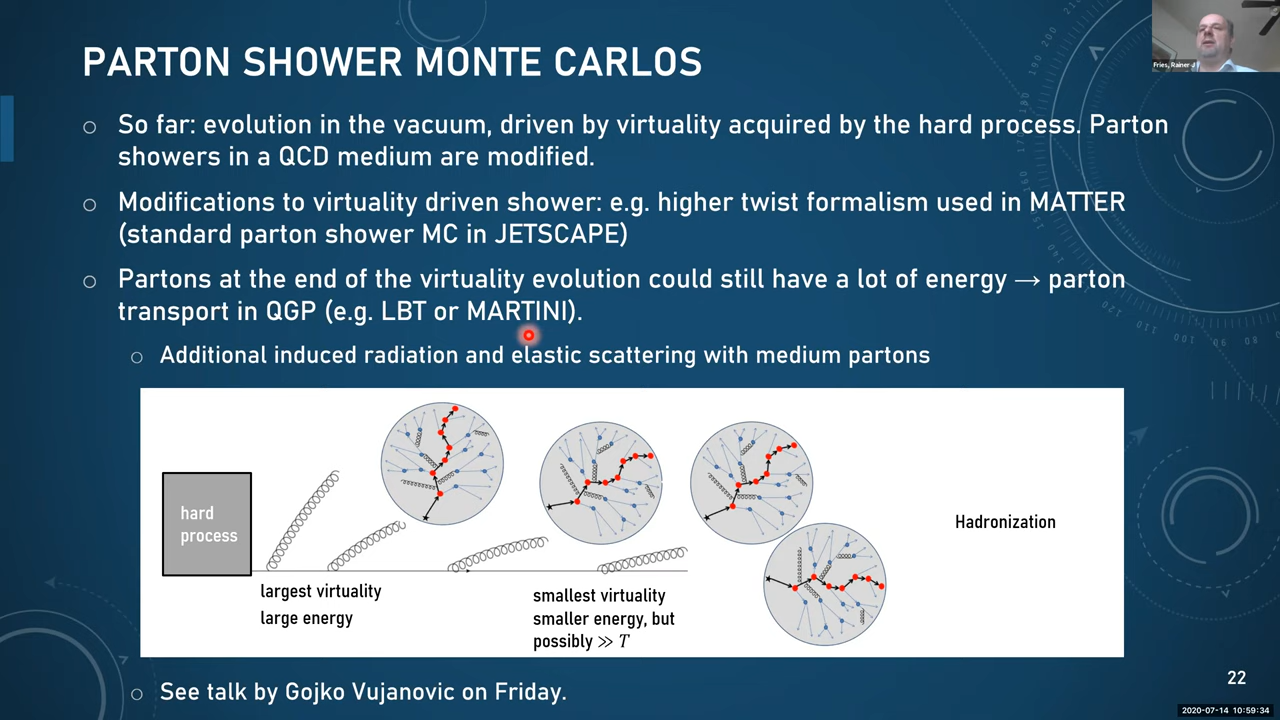 PARTON SHOWER MONTE CARLOS
Fries, Rainer J
So far: evolution in the vacuum, driven by virtuality acquired by the hard process. Parton
showers in a QCD medium are modified.
Modifications to virtuality driven shower: e.g. higher twist formalism used in MATTER
(standard parton shower MC in JETSCAPE)
Partons at the end of the virtuality evolution could still have a lot of energy → parton
transport in QGP (e.g. LBT or MARTINI).
Additional induced radiation and elastic scattering with medium partons
hard
process
largest virtuality
large energy
smallest virtuality
smaller energy, but
possibly ≫ T
Hadronization
See talk by Gojko Vujanovic on Friday.
22
2020-07-14 10:59:34